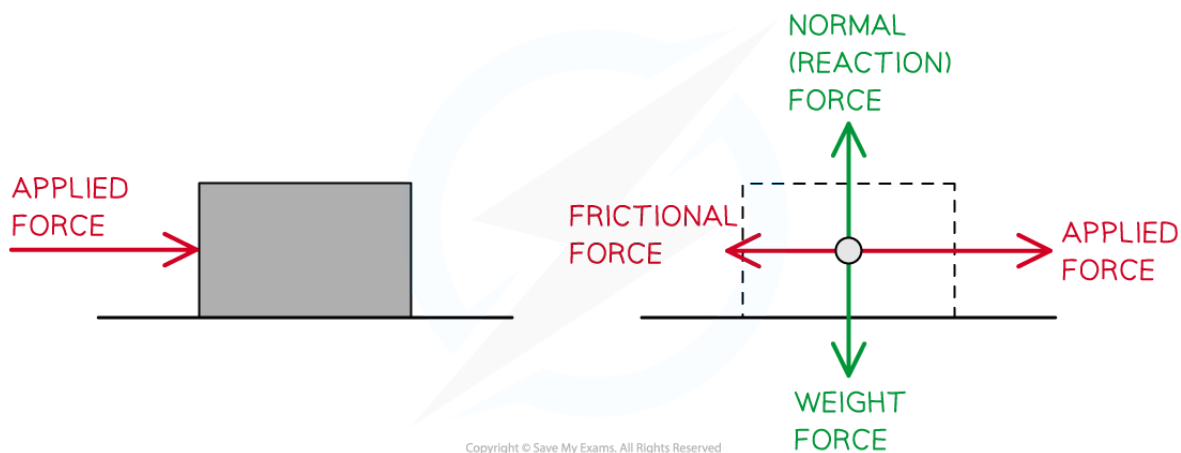 APPLIED
FORCE
NORMAL
(REACTION)
FORCE
FRICTIONAL
FORCE
APPLIED
FORCE
WEIGHT
FORCE
Copyright © Save My Exams. All Rights Reserved